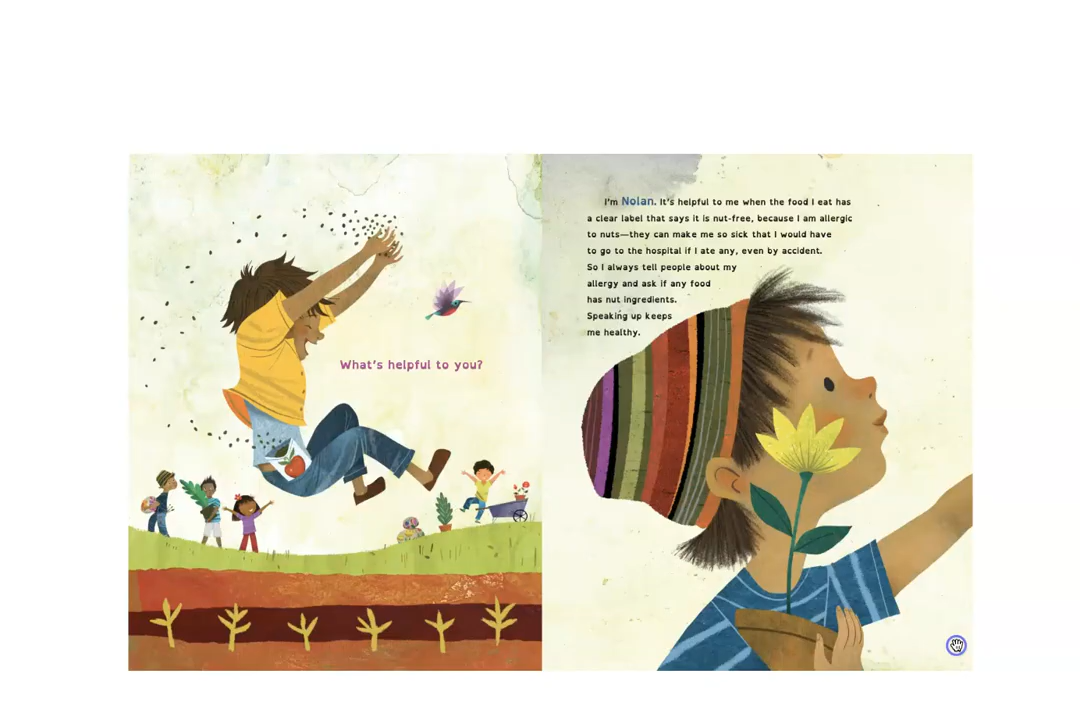 What's helpful to you?
I'm Nolan. It's helpful to me when the food I eat has
a clear label that says it is nut-free, because I am allergic
to nuts—they can make me so sick that I would have
to go to the hospital if I ate any, even by accident.
So I always tell people about my
allergy and ask if any food
has nut ingredients.
Speaking up keeps
me healthy.